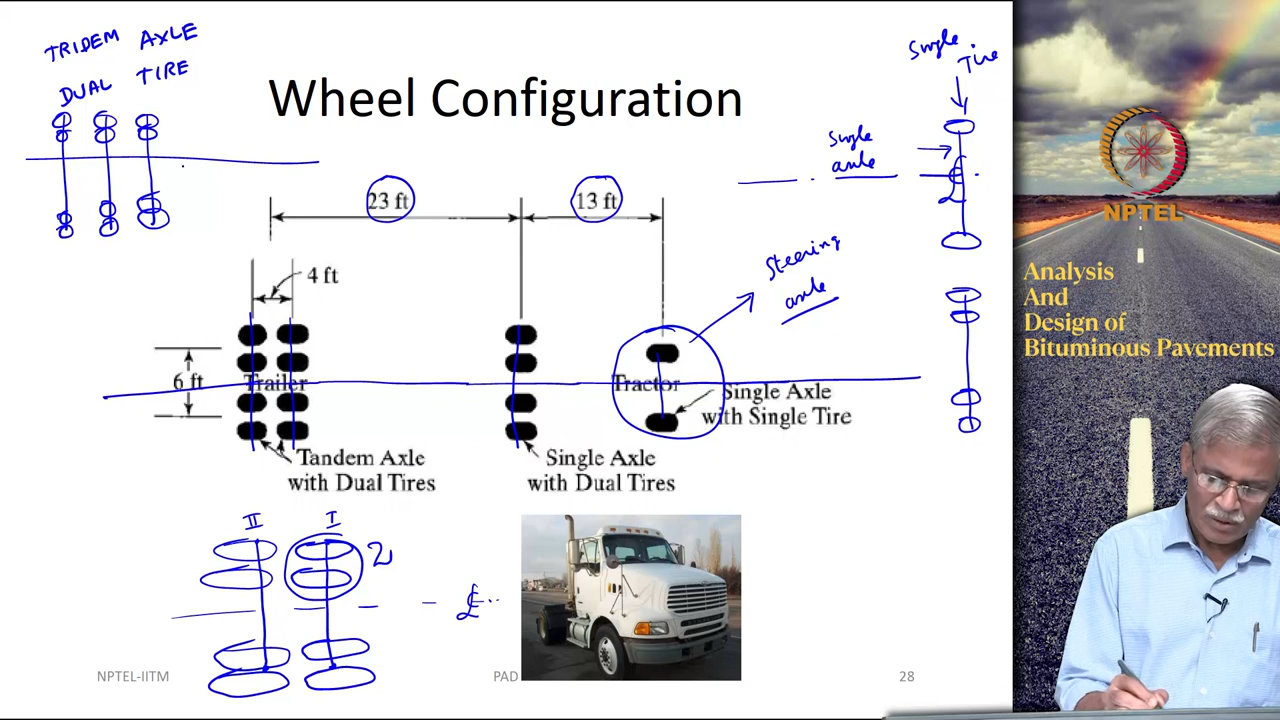 TRIDEM AXLE
DUAL TIRE
Wheel Configuration
Single
Tire
Single
axle
23 ft
13 ft
4 ft
Steering
axle
6 ft
Trailer
Tractor
Single Axle
with Single Tire
Tandem Axle
with Dual Tires
Single Axle
with Dual Tires
II
I
2
NPTEL-IITM
PAD
28
NPTEL
Analysis
And
Design of
Bituminous Pavements